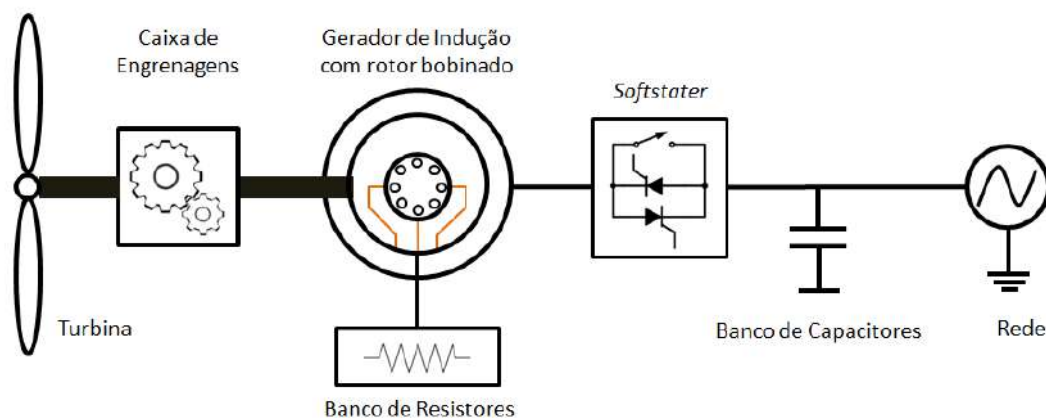 Caixa de
Engrenagens
Gerador de Indução
com rotor bobinado
Softstater
Turbina
Banco de Resistores
Banco de Capacitores
Rede